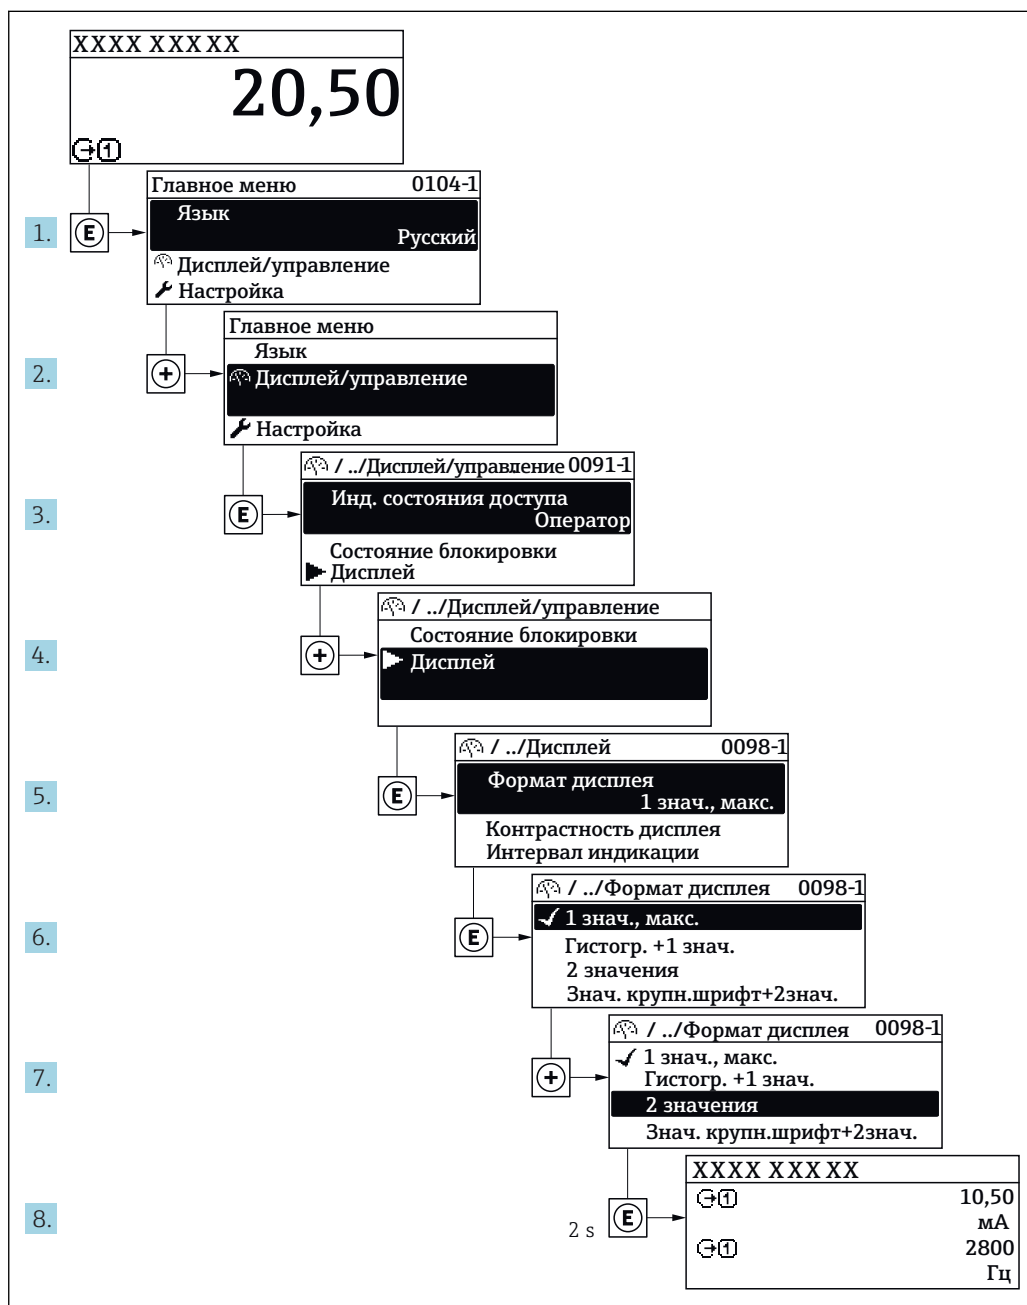 XXXX XXX XX
20,50
1
Главное меню 0104-1
Язык
Русский
Дисплей/управление
Настройка
1. E
Главное меню
Язык
Дисплей/управление
Настройка
2. +
/ ../Дисплей/управление 0091-1
Инд. состояния доступа
Оператор
Состояние блокировки
Дисплей
3. E
/ ../Дисплей/управление
Состояние блокировки
Дисплей
4. +
/ ../Дисплей 0098-1
Формат дисплея
1 знач., макс.
Контрастность дисплея
Интервал индикации
5. E
/ ../Формат дисплея 0098-1
1 знач., макс.
Гистогр. +1 знач.
2 значения
Знач. крупн.шрифт+2знач.
6. E
/ ../Формат дисплея 0098-1
1 знач., макс.
Гистогр. +1 знач.
2 значения
Знач. крупн.шрифт+2знач.
7. +
XXXX XXX XX
1 10,50
мА
1 2800
Гц
8. 2 s E